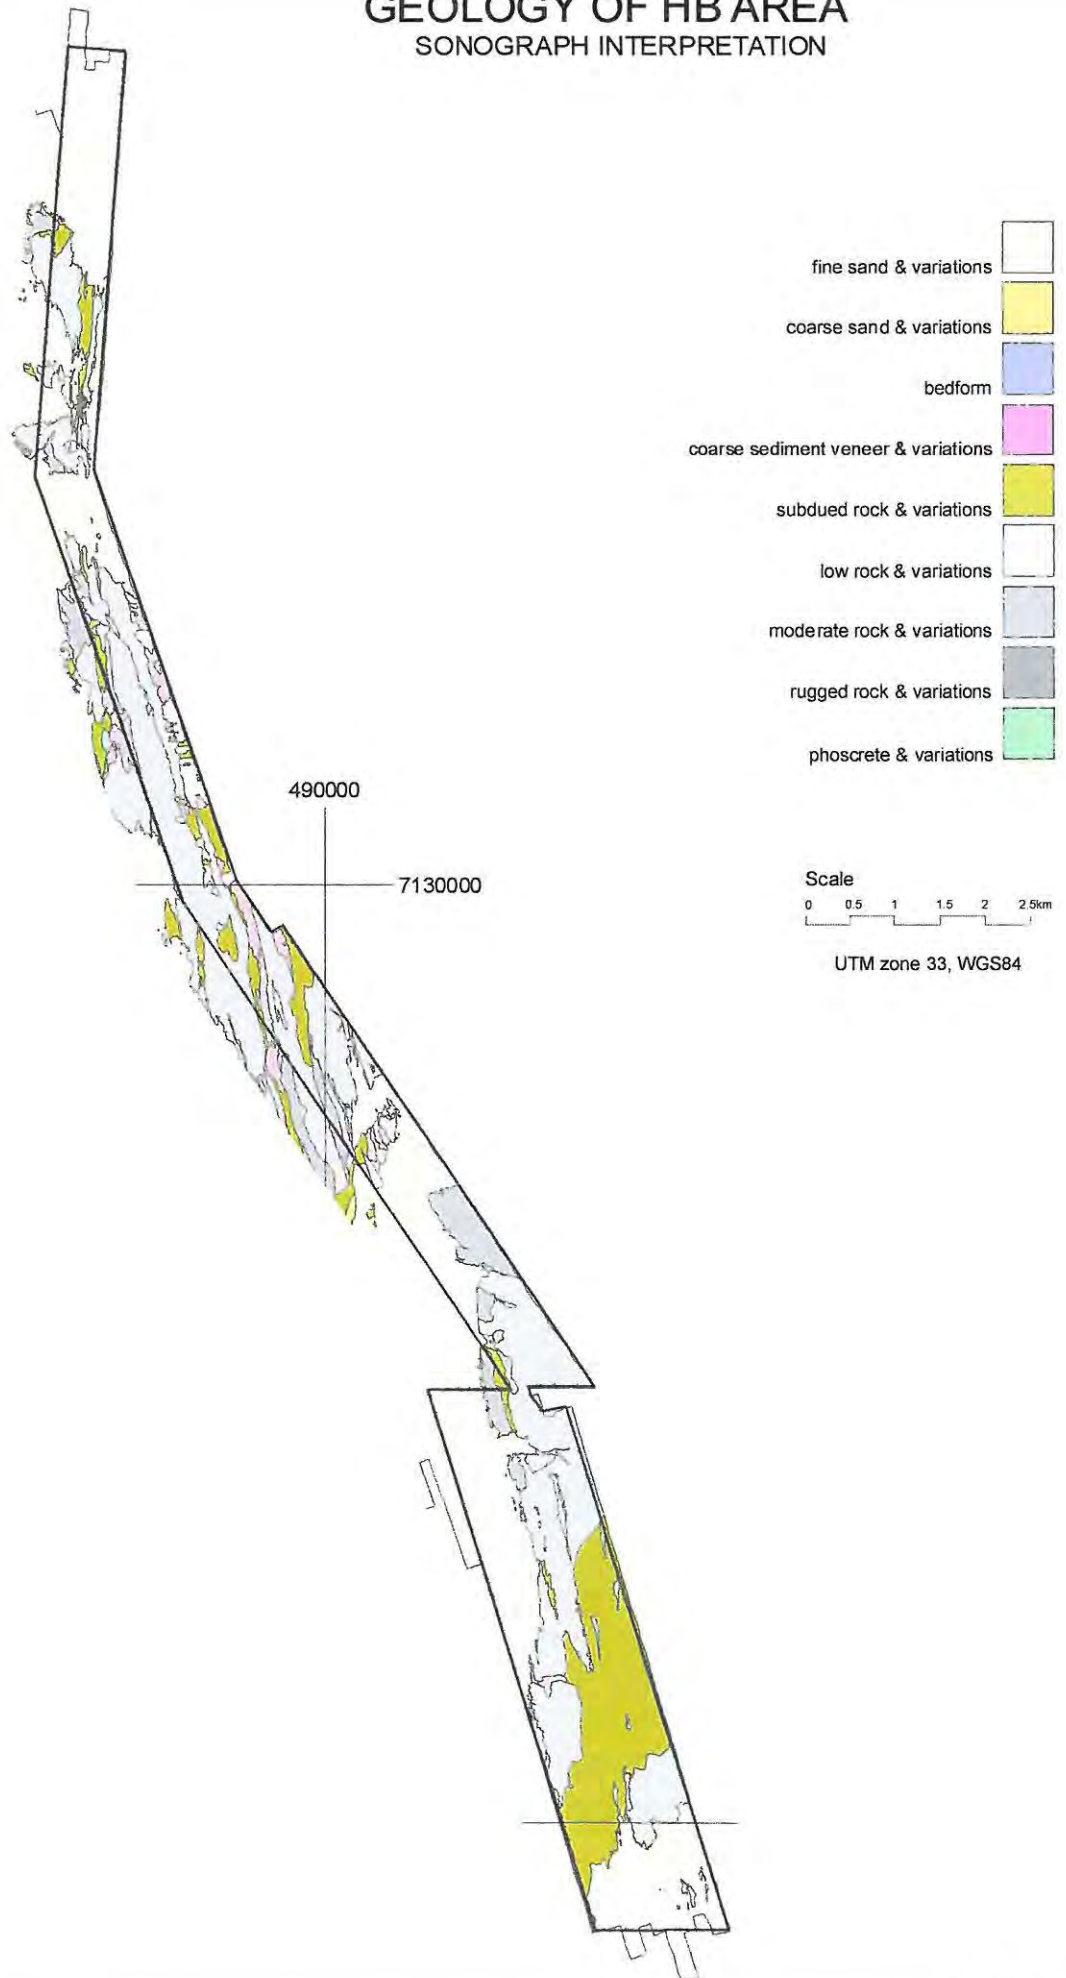 GEOLOGY OF HB AREA
SONOGRAPH INTERPRETATION
fine sand & variations
coarse sand & variations
bedform
coarse sediment veneer & variations
subdued rock & variations
low rock & variations
moderate rock & variations
rugged rock & variations
phoscrete & variations
490000
7130000
Scale
0 0.5 1 1.5 2 2.5km
UTM zone 33, WGS84